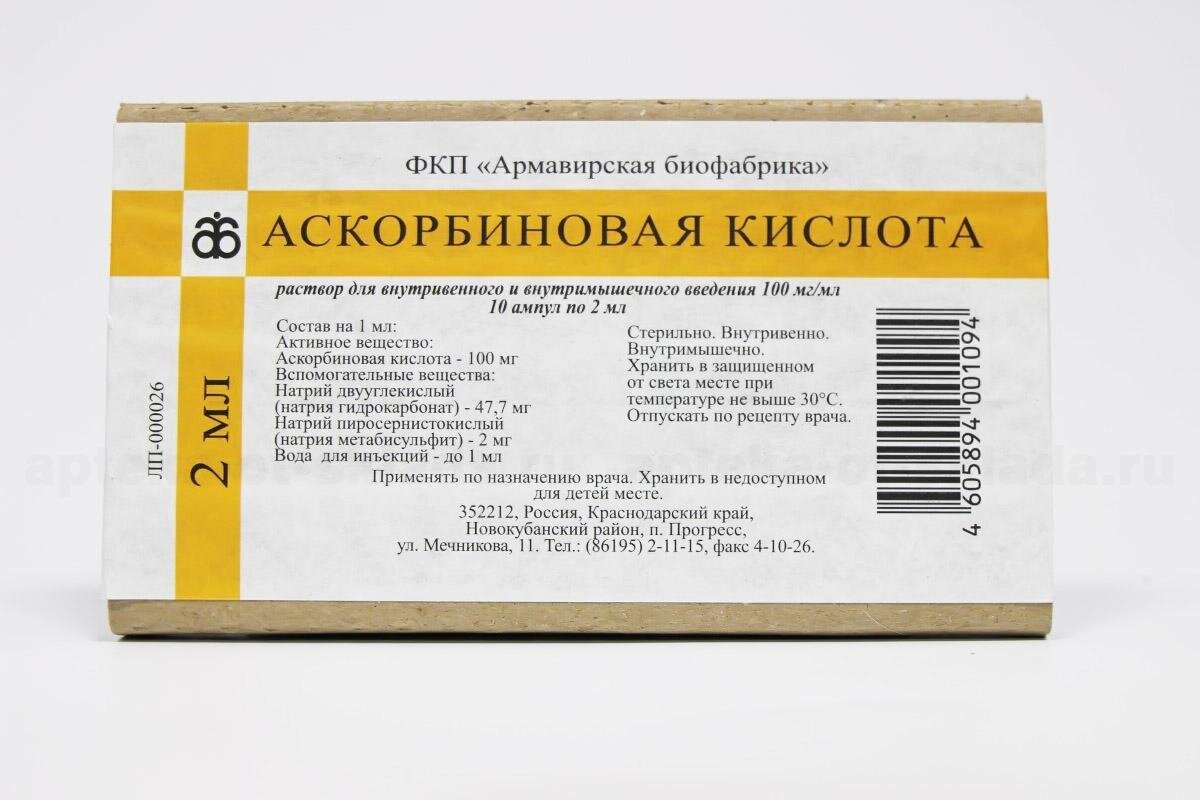 ФКП «Армавирская биофабрика»
АСКОРБИНОВАЯ КИСЛОТА
раствор для внутривенного и внутримышечного введения 100 мг/мл
10 ампул по 2 мл
Состав на 1 мл:
Активное вещество:
Аскорбиновая кислота - 100 мг
Вспомогательные вещества:
Натрий двууглекислый
(натрия гидрокарбонат) - 47,7 мг
Натрий пиросернистокислый
(натрия метабисульфит) - 2 мг
Вода для инъекций - до 1 мл
Стерильно. Внутривенно.
Внутримышечно.
Хранить в защищенном
от света месте при
температуре не выше 30°С.
Отпускать по рецепту врача.
Применять по назначению врача. Хранить в недоступном
для детей месте.
352212, Россия, Краснодарский край,
Новокубанский район, п. Прогресс,
ул. Мечникова, 11. Тел.: (86195) 2-11-15, факс 4-10-26.
ЛП-000026
2 мл
4 605894 001094